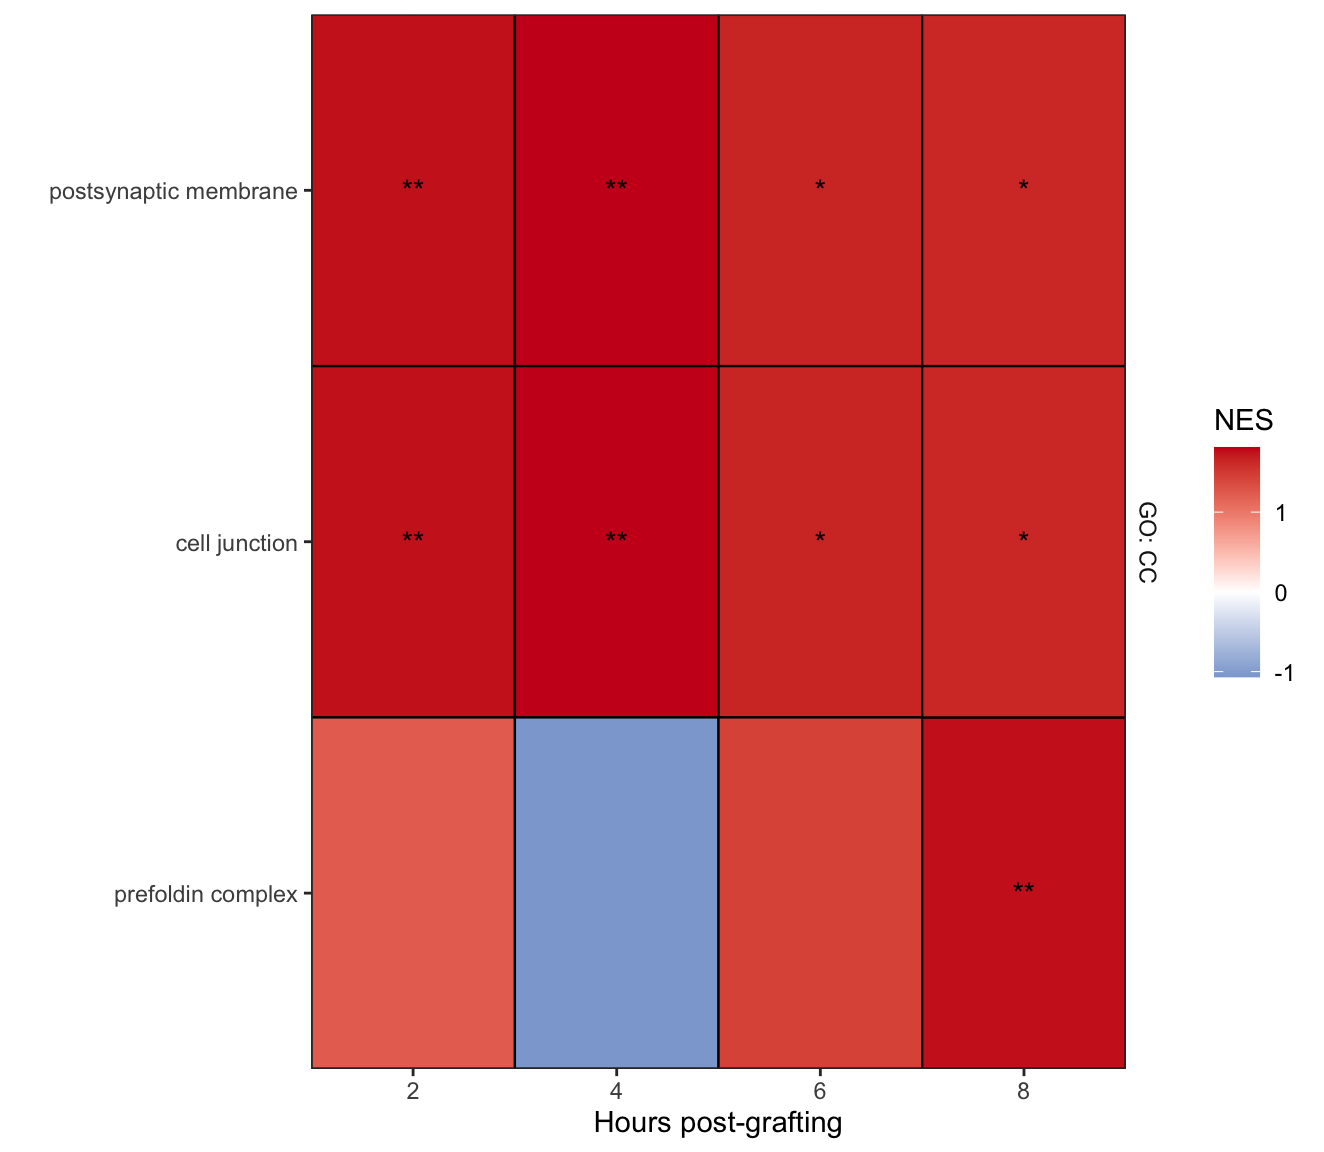 postsynaptic membrane
** ** * *
cell junction
** ** * *
prefoldin complex
**
2 4 6 8
Hours post-grafting
GO: CC
NES
1
0
-1